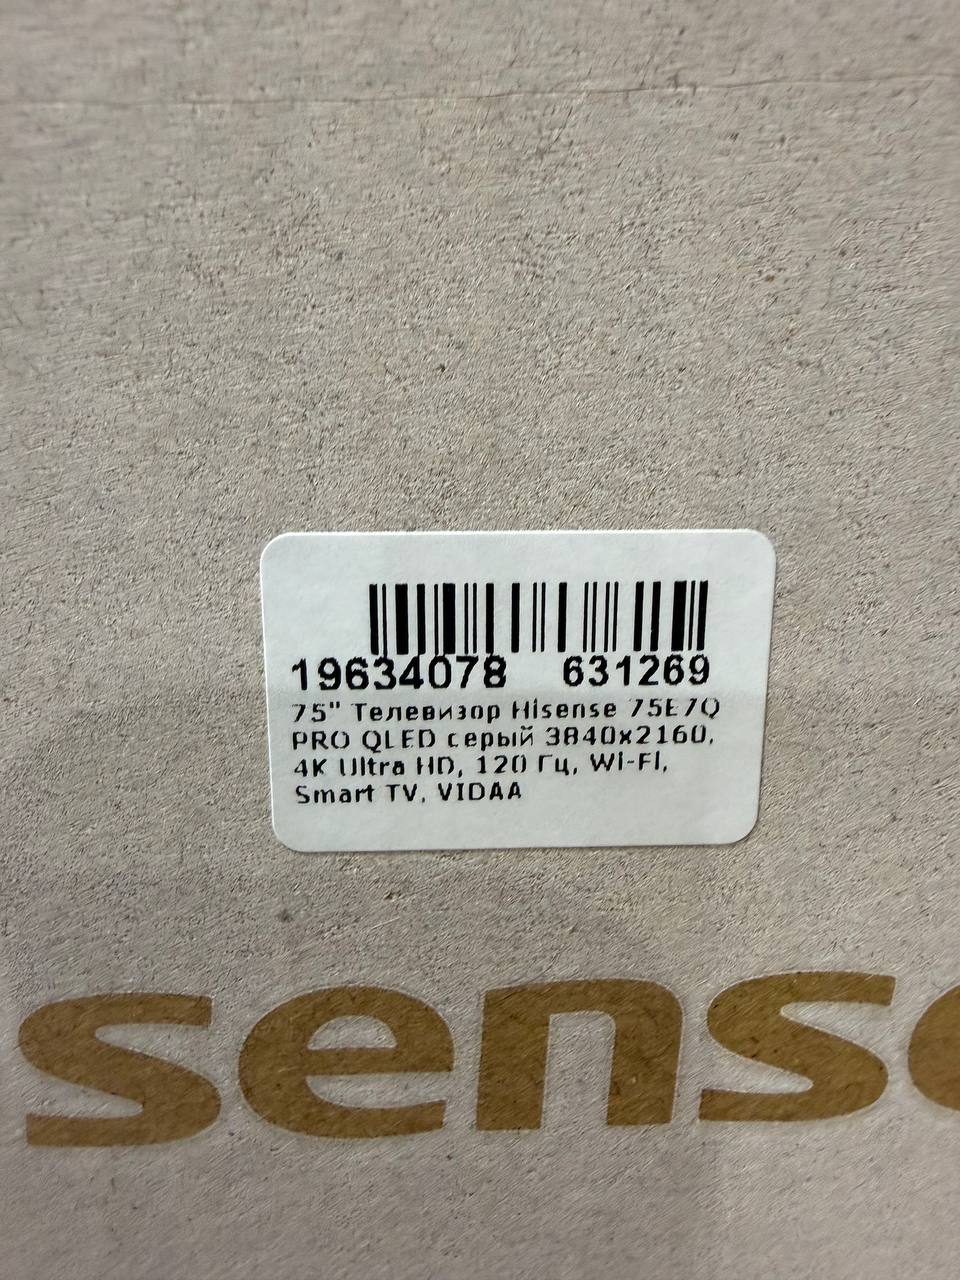 19634078 631269
75" Телевизор Hisense 75E7Q
PRO QLED серый 3840x2160,
4K Ultra HD, 120 Гц, Wi-Fi,
Smart TV, VIDAA
sense